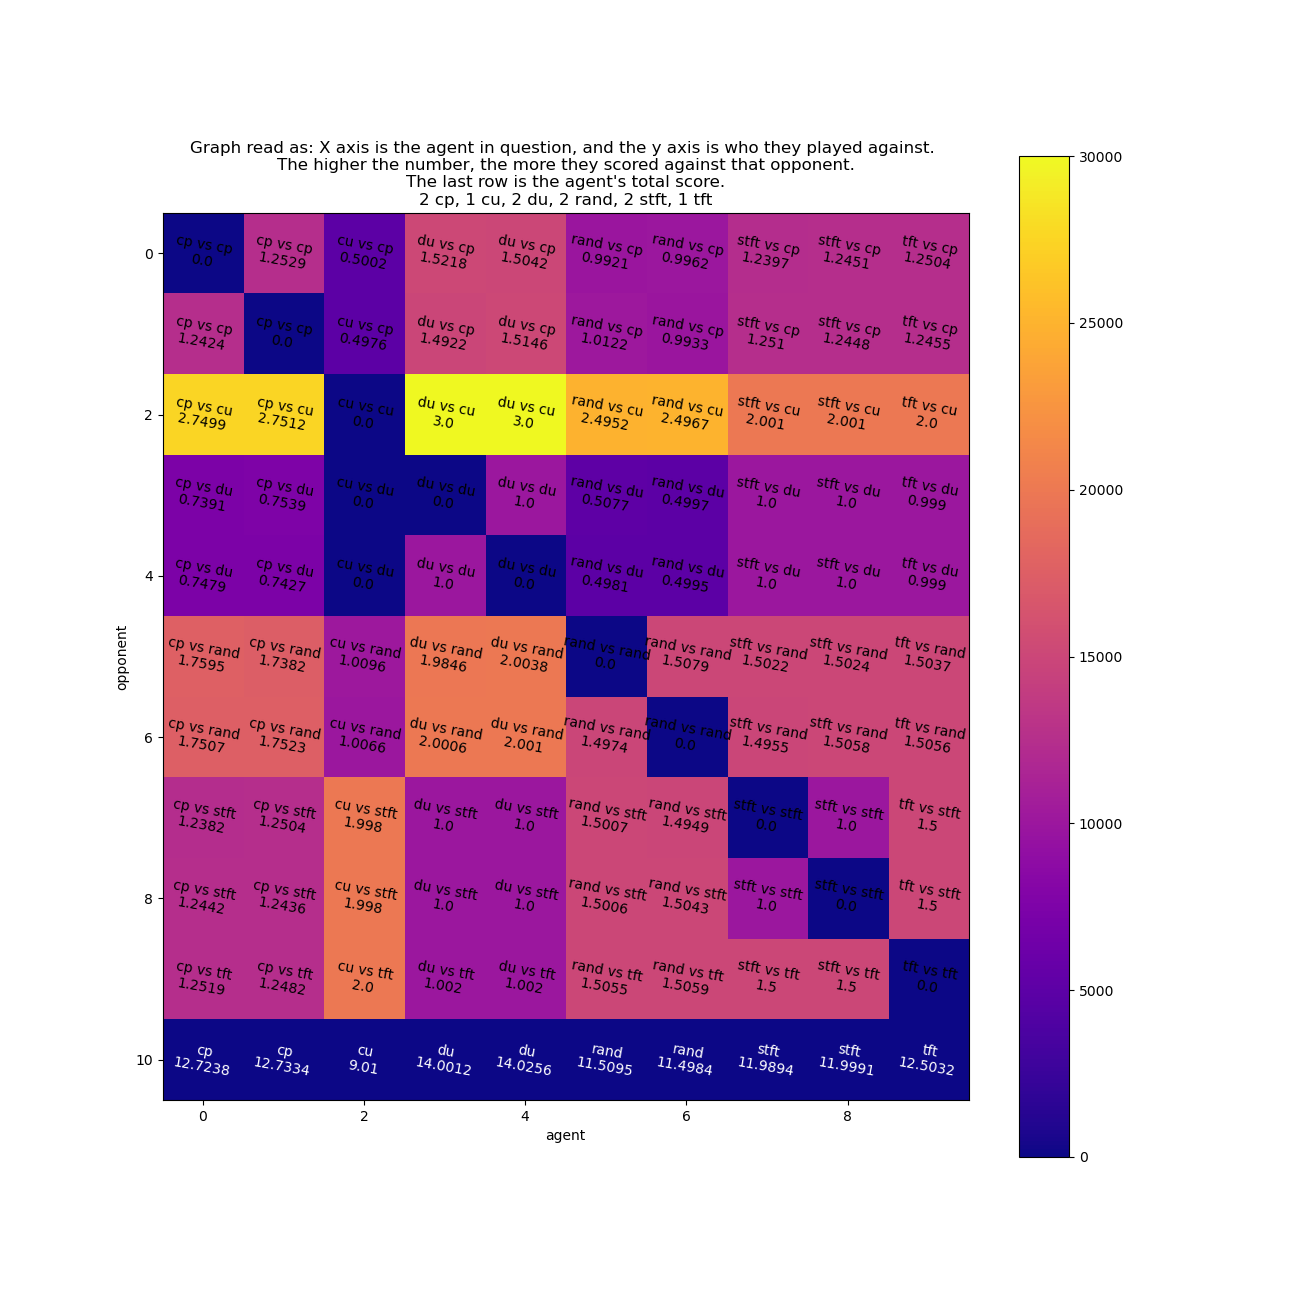 Graph read as: X axis is the agent in question, and the y axis is who they played against.
The higher the number, the more they scored against that opponent.
The last row is the agent's total score.
2 cp, 1 cu, 2 du, 2 rand, 2 stft, 1 tft
0
cp vs cp cp vs cp cu vs cp du vs cp du vs cp rand vs cp rand vs cp stft vs cp stft vs cp tft vs cp
0.0 1.2529 0.5002 1.5218 1.5042 0.9921 0.9962 1.2397 1.2451 1.2504
cp vs cp cp vs cp cu vs cp du vs cp du vs cp rand vs cp rand vs cp stft vs cp stft vs cp tft vs cp
1.2424 0.0 0.4976 1.4922 1.5146 1.0122 0.9933 1.251 1.2448 1.2455
2
cp vs cu cp vs cu cu vs cu du vs cu du vs cu rand vs cu rand vs cu stft vs cu stft vs cu tft vs cu
2.7499 2.7512 0.0 3.0 3.0 2.4952 2.4967 2.001 2.001 2.0
cp vs du cp vs du cu vs du du vs du du vs du rand vs du rand vs du stft vs du stft vs du tft vs du
0.7391 0.7539 0.0 0.0 1.0 0.5077 0.4997 1.0 1.0 0.999
4
cp vs du cp vs du cu vs du du vs du du vs du rand vs du rand vs du stft vs du stft vs du tft vs du
0.7479 0.7427 0.0 1.0 0.0 0.4981 0.4995 1.0 1.0 0.999
cp vs rand cp vs rand cu vs rand du vs rand du vs rand rand vs rand rand vs rand stft vs rand stft vs rand tft vs rand
1.7595 1.7382 1.0096 1.9846 2.0038 0.0 1.5079 1.5022 1.5024 1.5037
6
cp vs rand cp vs rand cu vs rand du vs rand du vs rand rand vs rand rand vs rand stft vs rand stft vs rand tft vs rand
1.7507 1.7523 1.0066 2.0006 2.001 1.4974 0.0 1.4955 1.5058 1.5056
cp vs stft cp vs stft cu vs stft du vs stft du vs stft rand vs stft rand vs stft stft vs stft stft vs stft tft vs stft
1.2382 1.2504 1.998 1.0 1.0 1.5007 1.4949 0.0 1.0 1.5
8
cp vs stft cp vs stft cu vs stft du vs stft du vs stft rand vs stft rand vs stft stft vs stft stft vs stft tft vs stft
1.2442 1.2436 1.998 1.0 1.0 1.5006 1.5043 1.0 0.0 1.5
cp vs tft cp vs tft cu vs tft du vs tft du vs tft rand vs tft rand vs tft stft vs tft stft vs tft tft vs tft
1.2519 1.2482 2.0 1.002 1.002 1.5055 1.5059 1.5 1.5 0.0
10
cp cp cu du du rand rand stft stft tft
12.7238 12.7334 9.01 14.0012 14.0256 11.5095 11.4984 11.9894 11.9991 12.5032
0 2 4 6 8
agent
opponent
30000
25000
20000
15000
10000
5000
0